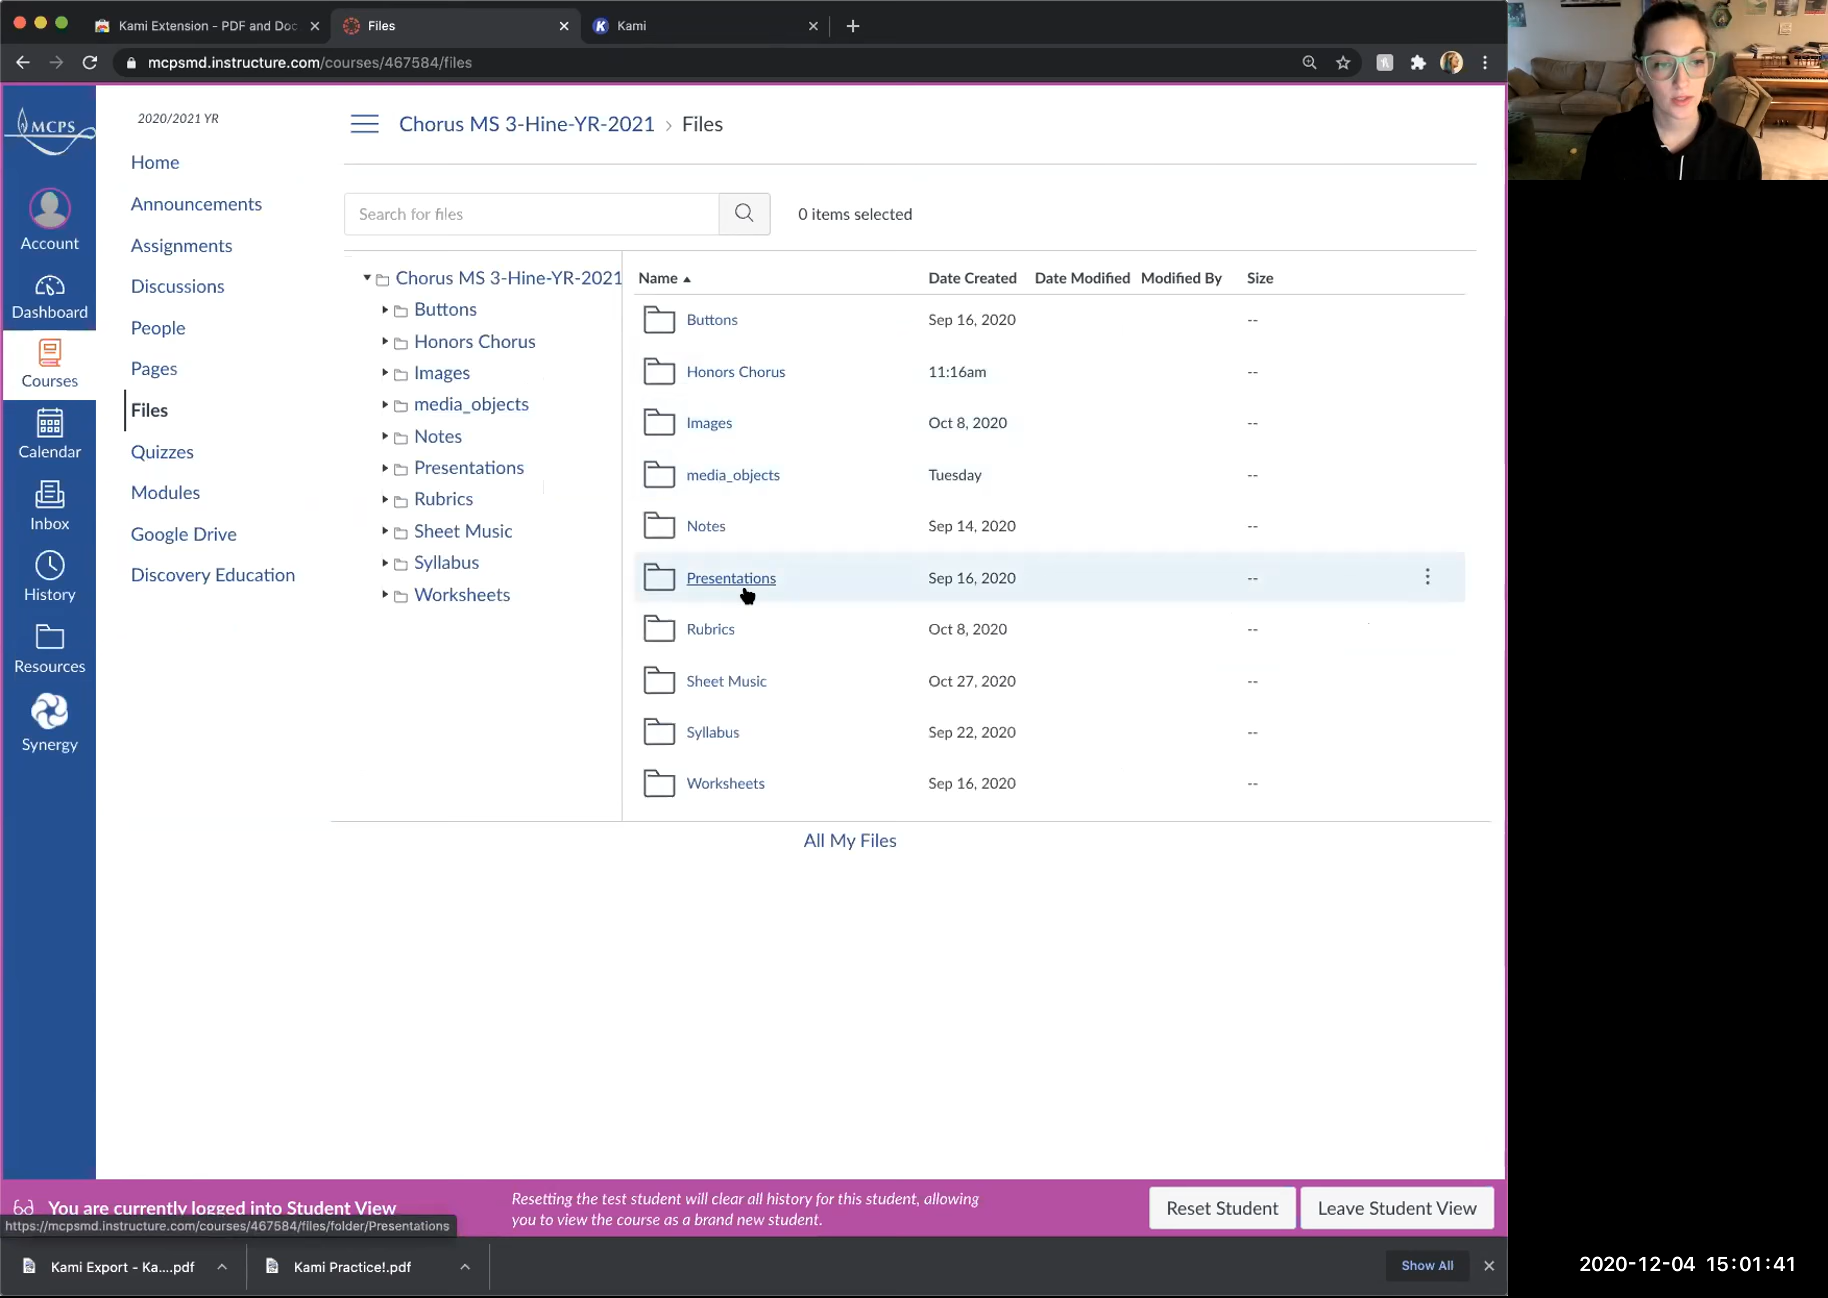 Kami Extension - PDF and Doc
Files
Kami
mcpsmd.instructure.com/courses/467584/files
MCPS
Account
Dashboard
Courses
Calendar
Inbox
History
Resources
Synergy
2020/2021 YR
Home
Announcements
Assignments
Discussions
People
Pages
Files
Quizzes
Modules
Google Drive
Discovery Education
Chorus MS 3-Hine-YR-2021 › Files
Search for files
0 items selected
Chorus MS 3-Hine-YR-2021
Buttons
Honors Chorus
Images
media_objects
Notes
Presentations
Rubrics
Sheet Music
Syllabus
Worksheets
Name Date Created Date Modified Modified By Size
Buttons Sep 16, 2020 --
Honors Chorus 11:16am --
Images Oct 8, 2020 --
media_objects Tuesday --
Notes Sep 14, 2020 --
Presentations Sep 16, 2020 --
Rubrics Oct 8, 2020 --
Sheet Music Oct 27, 2020 --
Syllabus Sep 22, 2020 --
Worksheets Sep 16, 2020 --
All My Files
You are currently logged into Student View
Resetting the test student will clear all history for this student, allowing
you to view the course as a brand new student.
Reset Student
Leave Student View
https://mcpsmd.instructure.com/courses/467584/files/folder/Presentations
Kami Export - Ka....pdf
Kami Practice!.pdf
Show All
2020-12-04 15:01:41